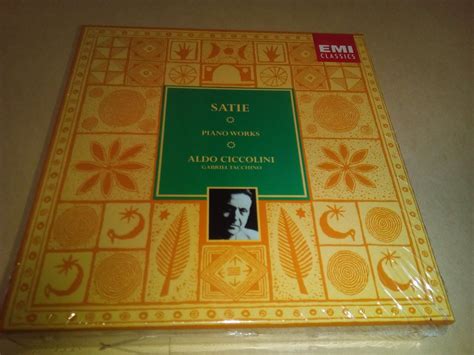 EMI
CLASSICS
SATIE
PIANO WORKS
ALDO CICCOLINI
GABRIEL TACCHINO